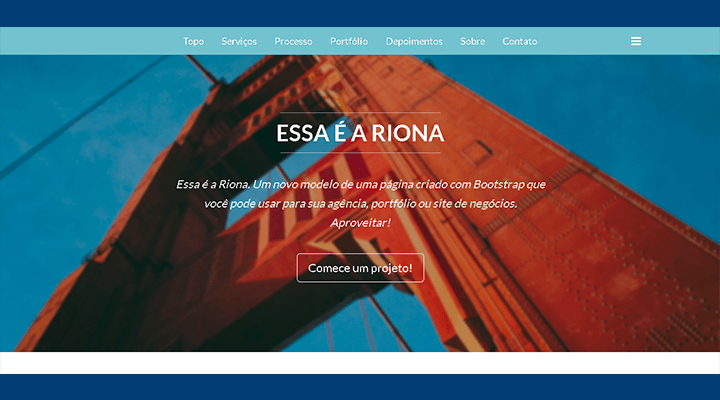 Topo Serviços Processo Portfólio Depoimentos Sobre Contato
ESSA É A RIONA
Essa é a Riona. Um novo modelo de uma página criado com Bootstrap que
você pode usar para sua agência, portfólio ou site de negócios.
Aproveitar!
Comece um projeto!